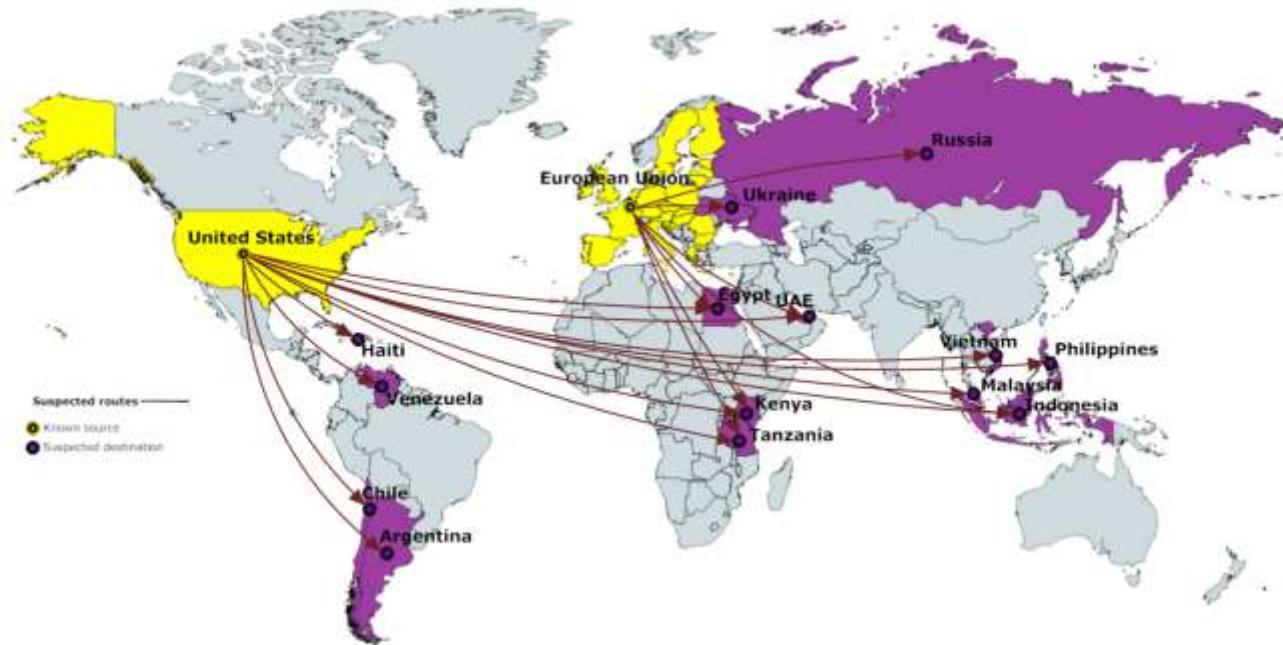 Russia
European Union
Ukraine
United States
Egypt
UAE
Haiti
Vietnam
Philippines
Venezuela
Malaysia
Indonesia
Suspected routes
Known source
Suspected destination
Kenya
Tanzania
Chile
Argentina